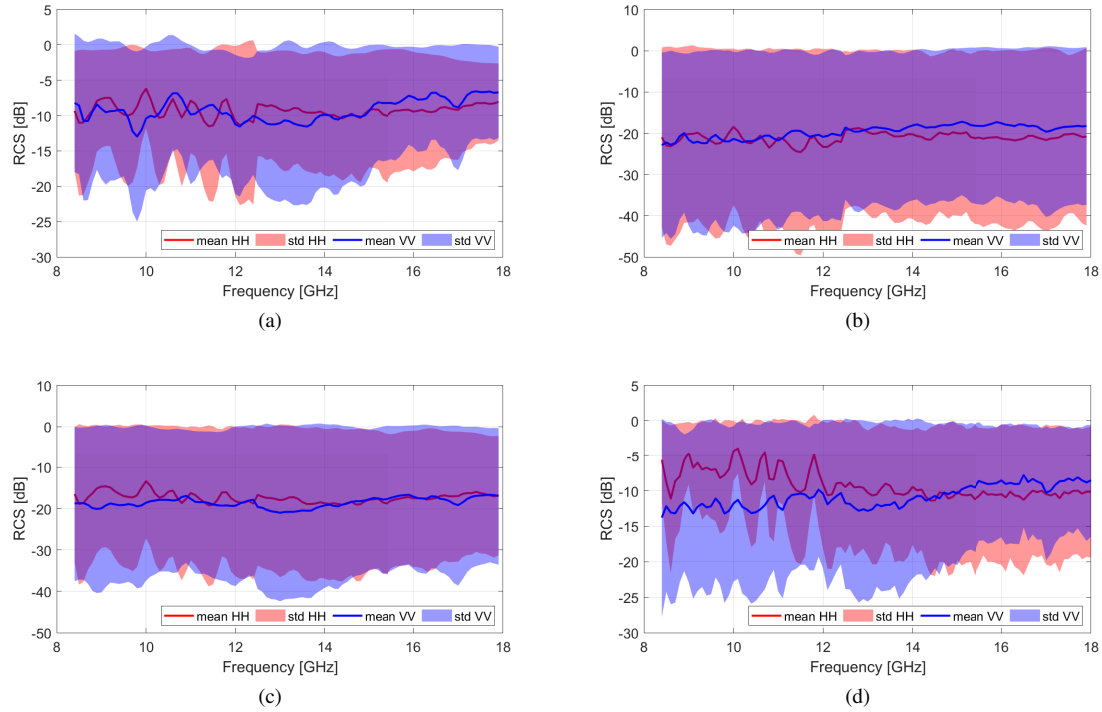 5
0
-5
-10
-15
-20
-25
-30
RCS [dB]
mean HH std HH mean VV std VV
8 10 12 14 16 18
Frequency [GHz]
(a)
10
0
-10
-20
-30
-40
-50
RCS [dB]
mean HH std HH mean VV std VV
8 10 12 14 16 18
Frequency [GHz]
(b)
10
0
-10
-20
-30
-40
-50
RCS [dB]
mean HH std HH mean VV std VV
8 10 12 14 16 18
Frequency [GHz]
(c)
5
0
-5
-10
-15
-20
-25
-30
RCS [dB]
mean HH std HH mean VV std VV
8 10 12 14 16 18
Frequency [GHz]
(d)